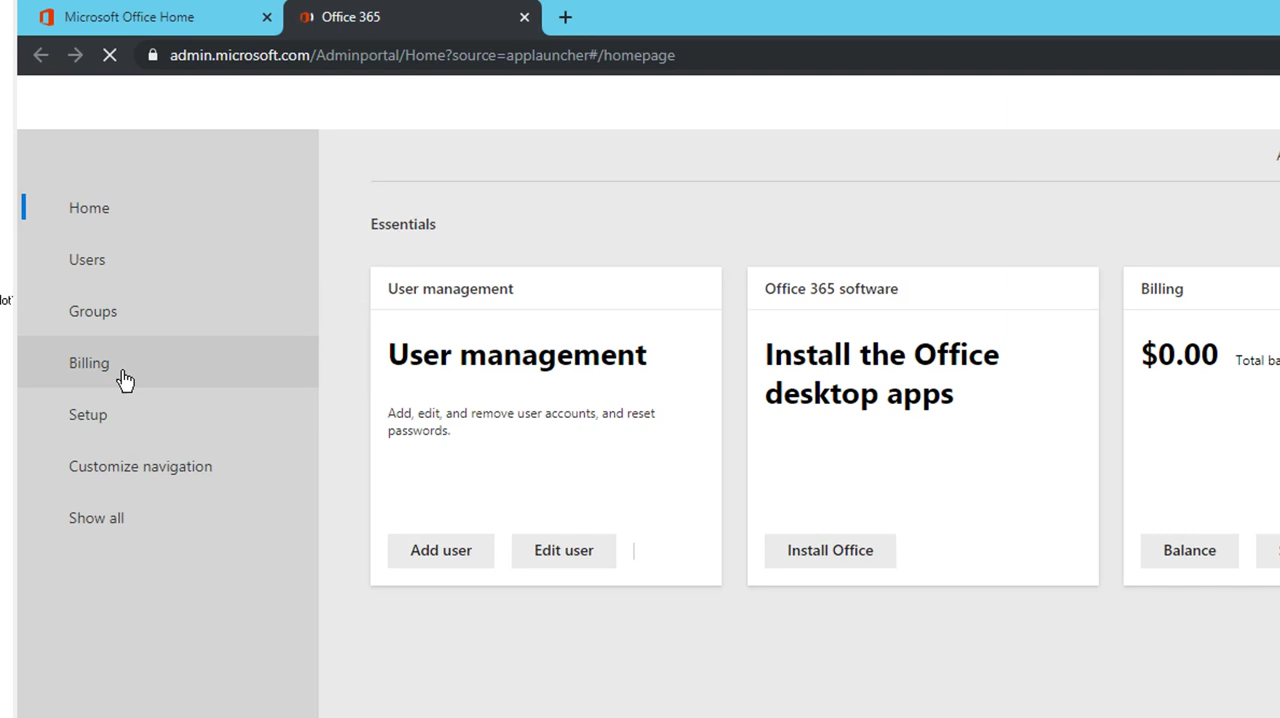 Microsoft Office Home
Office 365
admin.microsoft.com/Adminportal/Home?source=applauncher#/homepage
Home
Users
Groups
Billing
Setup
Customize navigation
Show all
Essentials
User management
User management
Add, edit, and remove user accounts, and reset
passwords.
Add user
Edit user
Office 365 software
Install the Office
desktop apps
Install Office
Billing
$0.00 Total
Balance